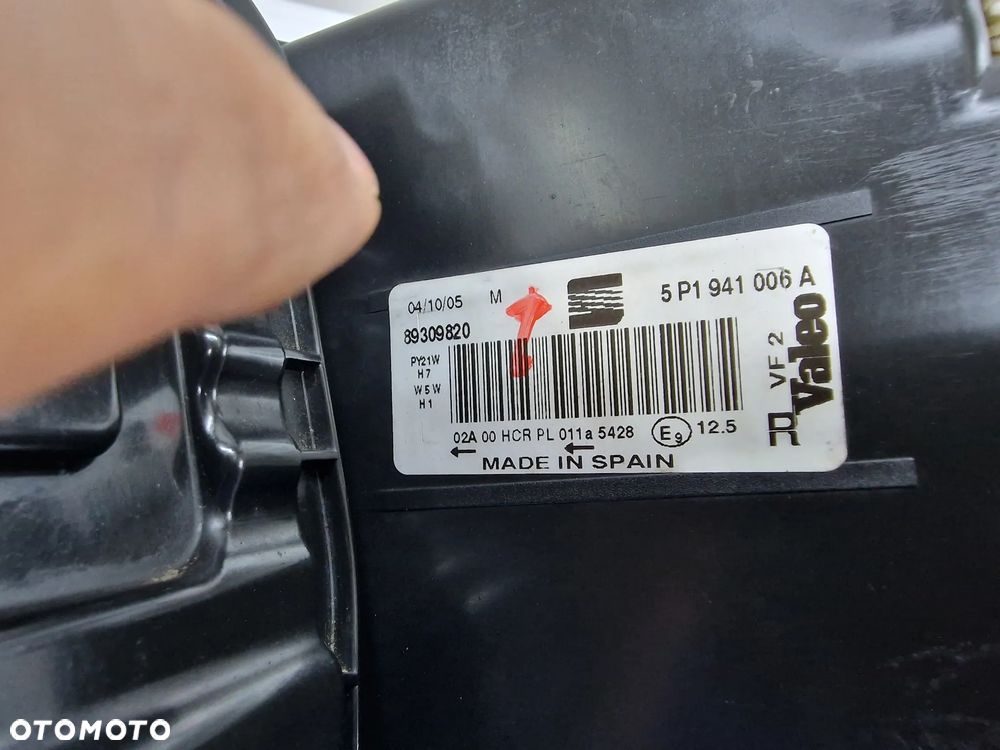 04/10/05 M 5 P1 941 006 A
89309820
PY21W
H7
W5W
H1
02A 00 HCR PL 011a 5428 E9 12.5
MADE IN SPAIN
R VF 2
Valeo
OTOMOTO